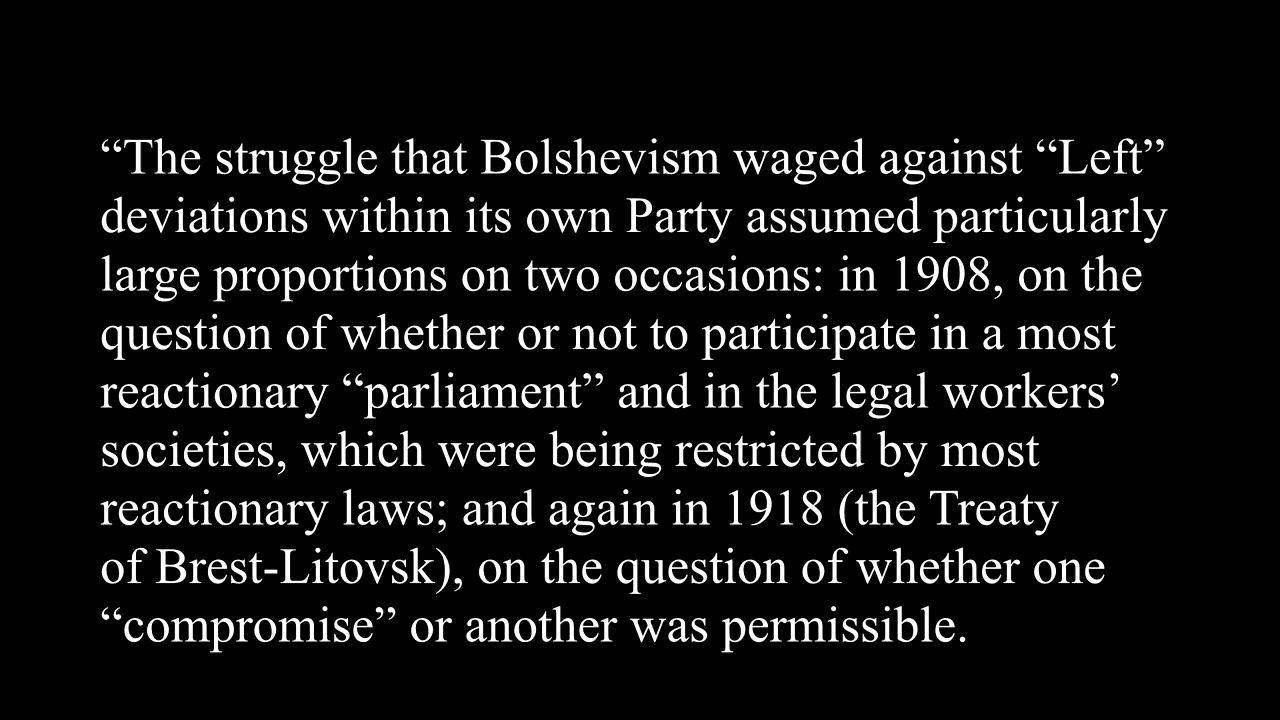 “The struggle that Bolshevism waged against “Left”
deviations within its own Party assumed particularly
large proportions on two occasions: in 1908, on the
question of whether or not to participate in a most
reactionary “parliament” and in the legal workers’
societies, which were being restricted by most
reactionary laws; and again in 1918 (the Treaty
of Brest-Litovsk), on the question of whether one
“compromise” or another was permissible.